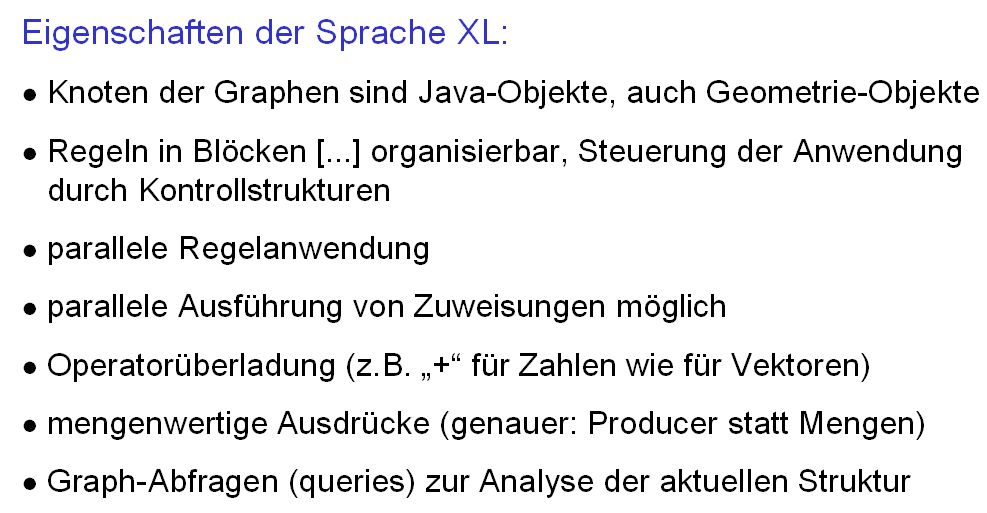 Eigenschaften der Sprache XL:
● Knoten der Graphen sind Java-Objekte, auch Geometrie-Objekte
● Regeln in Blöcken [...] organisierbar, Steuerung der Anwendung
durch Kontrollstrukturen
● parallele Regelanwendung
● parallele Ausführung von Zuweisungen möglich
● Operatorüberladung (z.B. „+“ für Zahlen wie für Vektoren)
● mengenwertige Ausdrücke (genauer: Producer statt Mengen)
● Graph-Abfragen (queries) zur Analyse der aktuellen Struktur